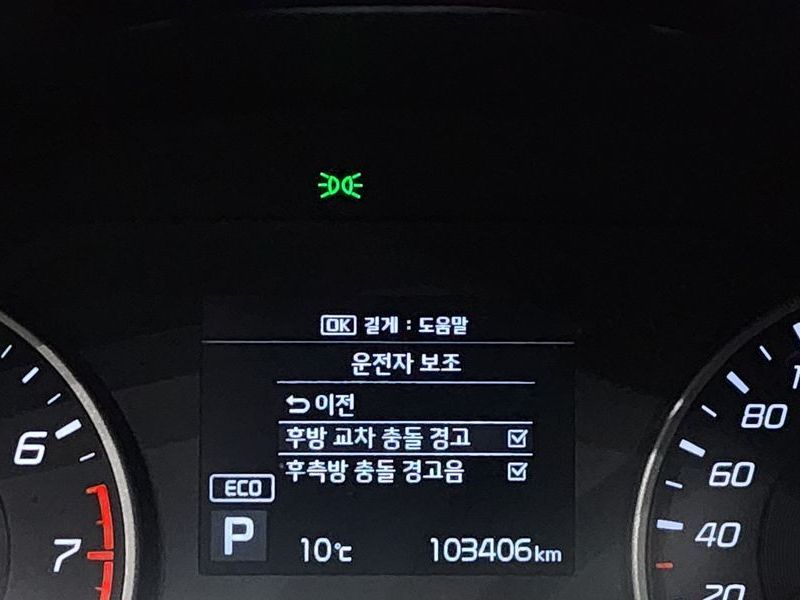 OK 길게 : 도움말
운전자 보조
이전
후방 교차 충돌 경고
후측방 충돌 경고음
ECO
P
10℃ 103406km
6
7
80
60
40
20